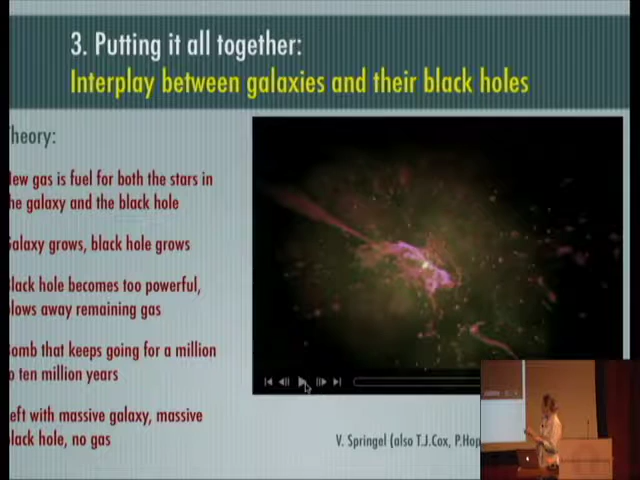 3. Putting it all together:
Interplay between galaxies and their black holes
heory:
ew gas is fuel for both the stars in
he galaxy and the black hole
alaxy grows, black hole grows
lack hole becomes too powerful,
lows away remaining gas
omb that keeps going for a million
o ten million years
eft with massive galaxy, massive
lack hole, no gas
V. Springel (also T.J.Cox, P.Hop